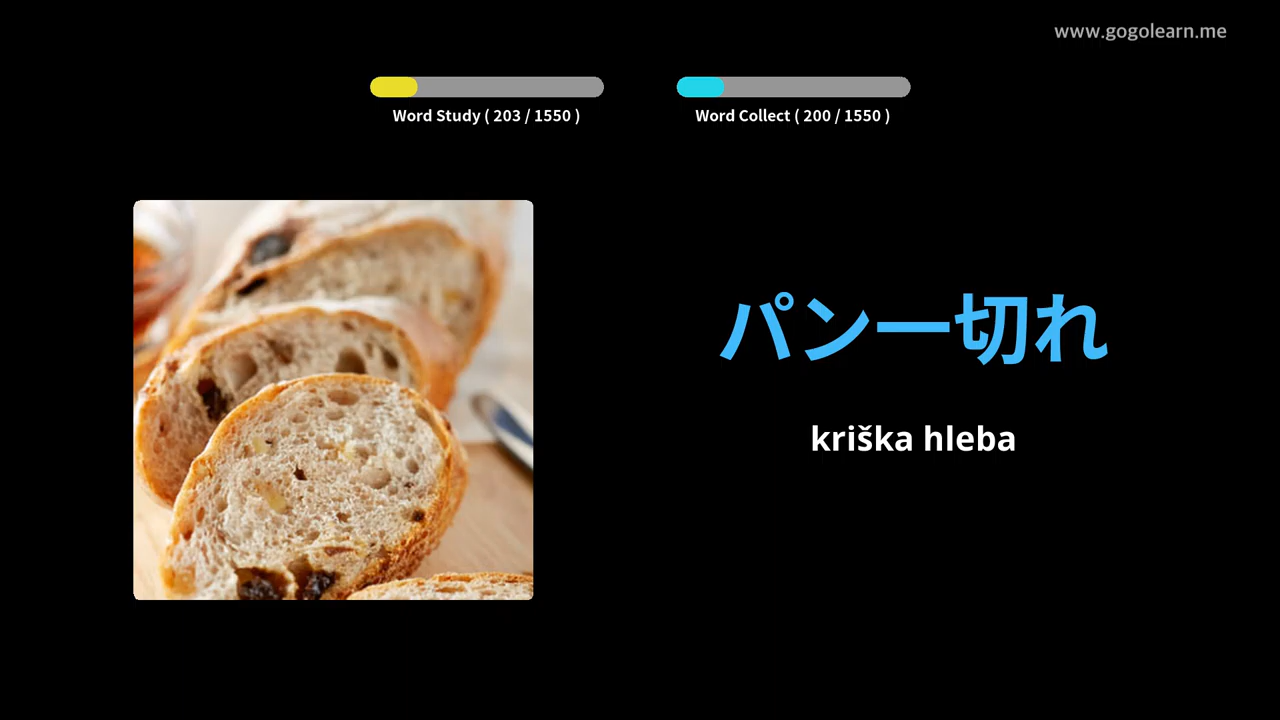 www.gogolearn.me
Word Study ( 203 / 1550 )
Word Collect ( 200 / 1550 )
パン一切れ
kriška hleba